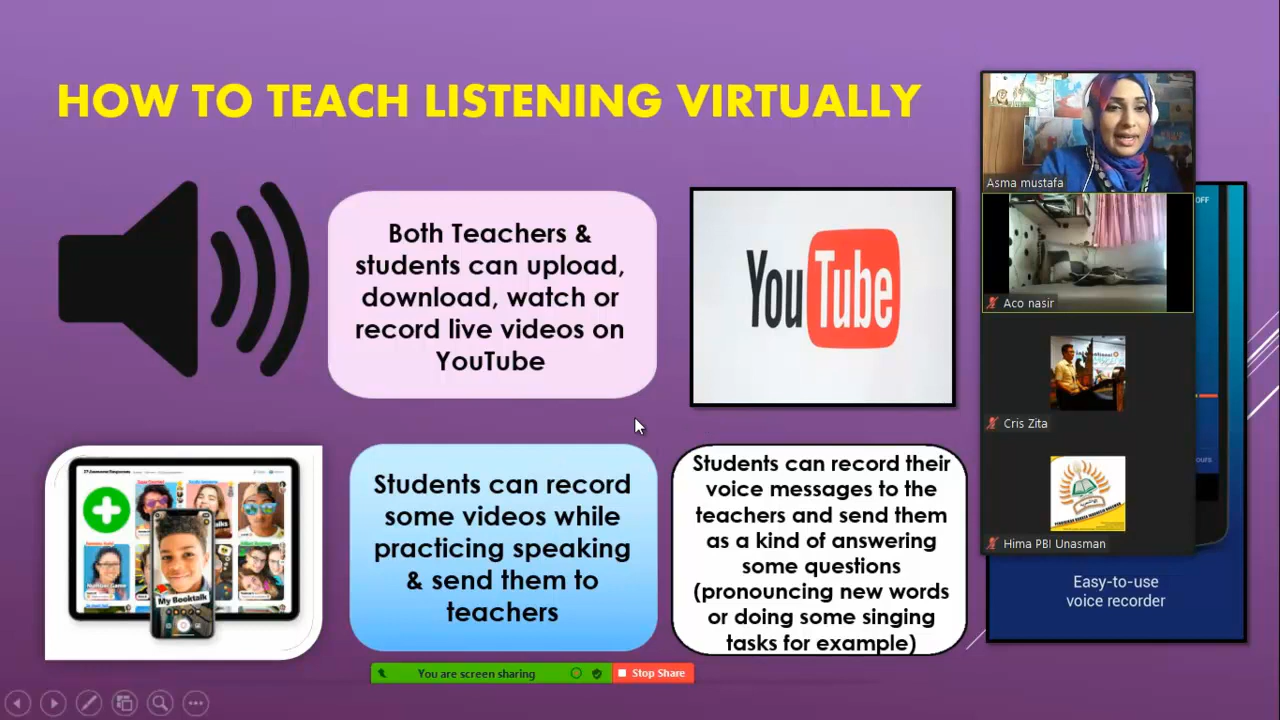 HOW TO TEACH LISTENING VIRTUALLY
Both Teachers &
students can upload,
download, watch or
record live videos on
YouTube
YouTube
My Booktalk
Students can record
some videos while
practicing speaking
& send them to
teachers
Students can record their
voice messages to the
teachers and send them
as a kind of answering
some questions
(pronouncing new words
or doing some singing
tasks for example)
Asma mustafa
Aco nasir
Cris Zita
Hima PBI Unasman
OFF
ours
Easy-to-use
voice recorder
You are screen sharing
Stop Share